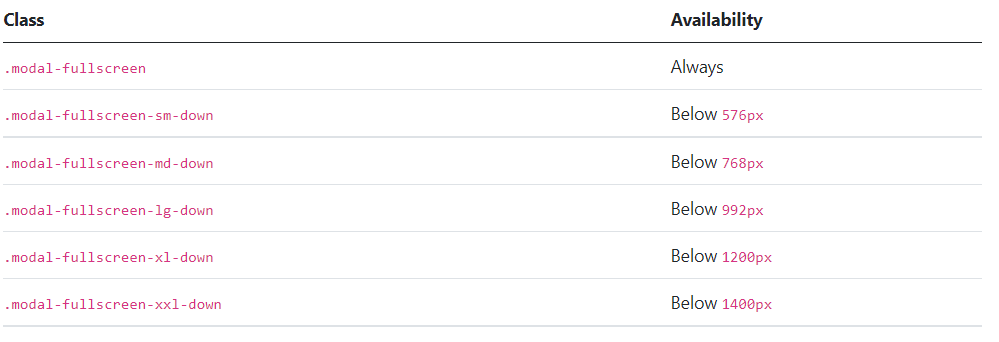 Class Availability
.modal-fullscreen Always
.modal-fullscreen-sm-down Below 576px
.modal-fullscreen-md-down Below 768px
.modal-fullscreen-lg-down Below 992px
.modal-fullscreen-xl-down Below 1200px
.modal-fullscreen-xxl-down Below 1400px